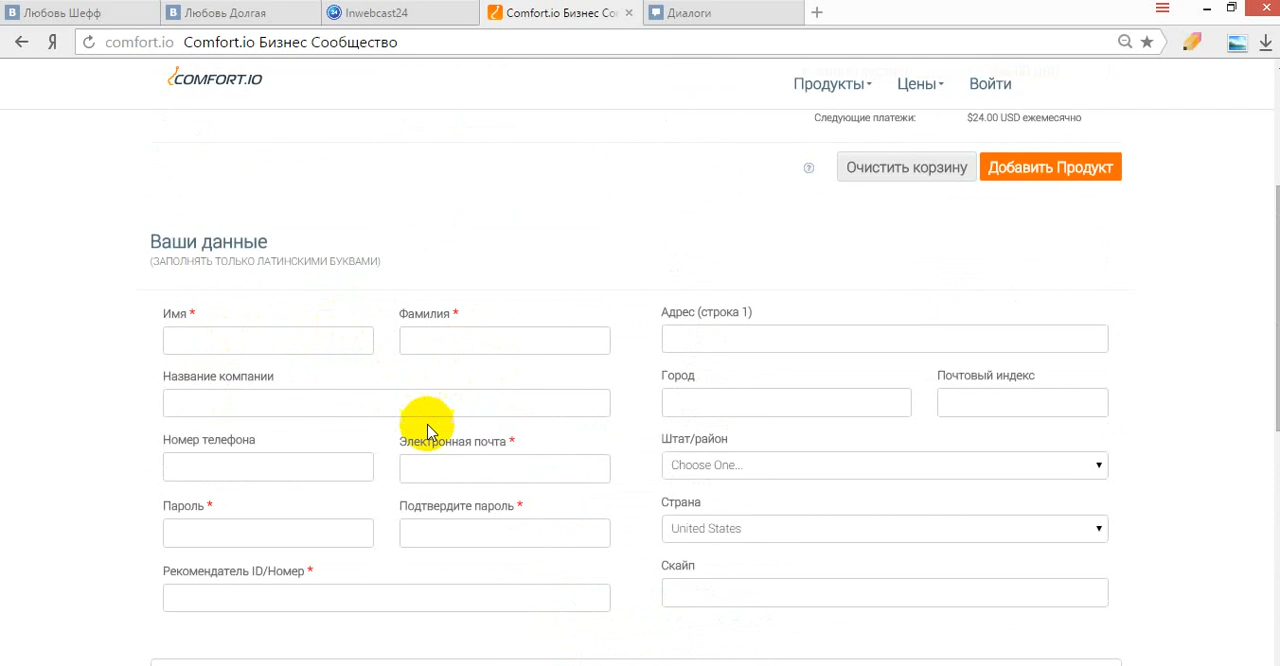 Любовь Шефф
Любовь Долгая
Inwebcast24
Comfort.io Бизнес Со
Диалоги
comfort.io Comfort.io Бизнес Сообщество
COMFORT.IO
Продукты
Цены
Войти
Следующие платежи: $24.00 USD ежемесячно
Очистить корзину
Добавить Продукт
Ваши данные
(ЗАПОЛНЯТЬ ТОЛЬКО ЛАТИНСКИМИ БУКВАМИ)
Имя *
Фамилия *
Адрес (строка 1)
Название компании
Город
Почтовый индекс
Номер телефона
Электронная почта *
Штат/район
Choose One...
Пароль *
Подтвердите пароль *
Страна
United States
Рекомендатель ID/Номер *
Скайп